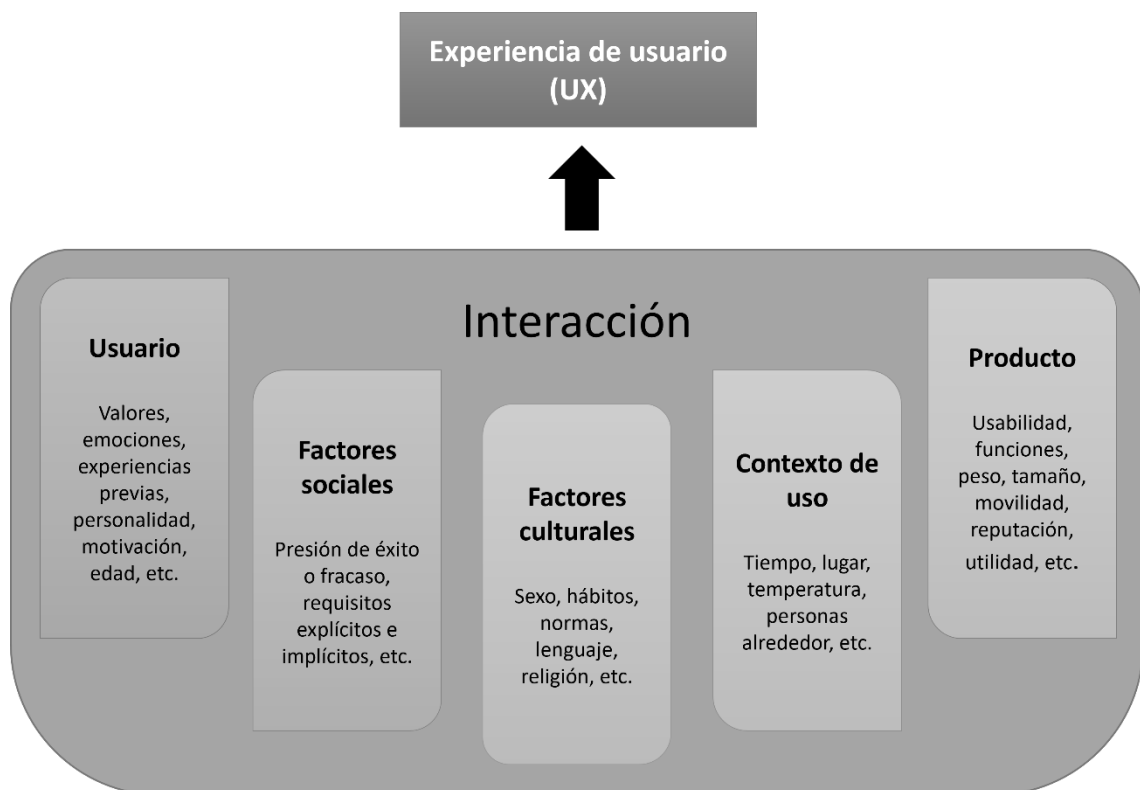 Experiencia de usuario
(UX)
Interacción
Usuario
Valores,
emociones,
experiencias
previas,
personalidad,
motivación,
edad, etc.
Factores
sociales
Presión de éxito
o fracaso,
requisitos
explícitos e
implícitos, etc.
Factores
culturales
Sexo, hábitos,
normas,
lenguaje,
religión, etc.
Contexto de
uso
Tiempo, lugar,
temperatura,
personas
alrededor, etc.
Producto
Usabilidad,
funciones,
peso, tamaño,
movilidad,
reputación,
utilidad, etc.